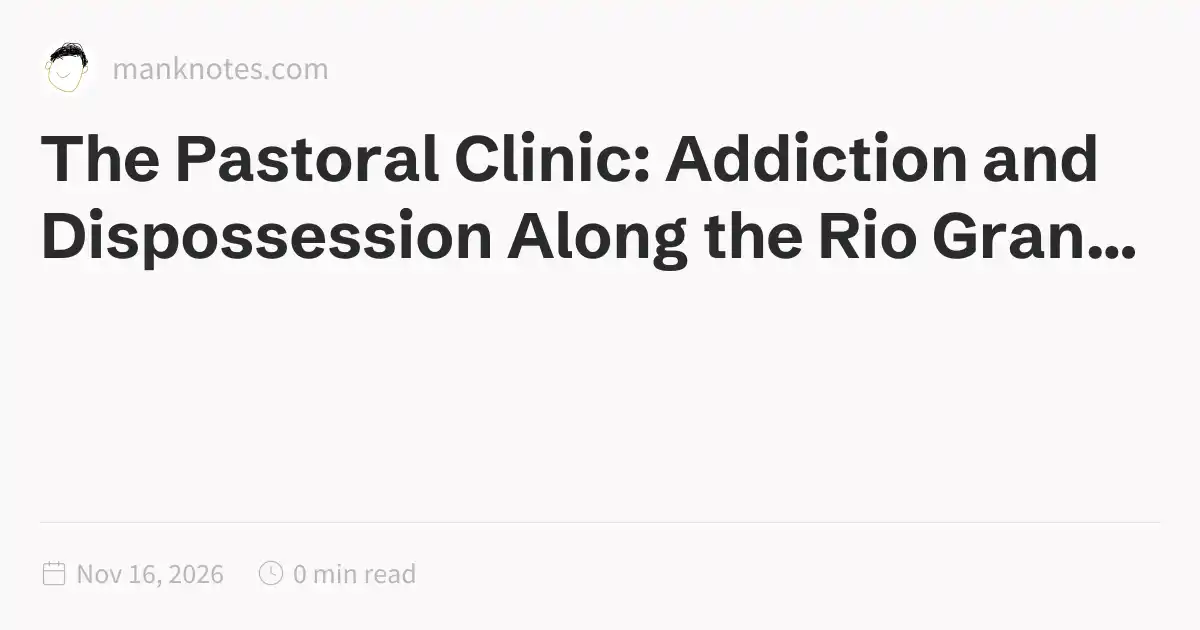 manknotes.com
The Pastoral Clinic: Addiction and
Dispossession Along the Rio Gran...
Nov 16, 2026 0 min read